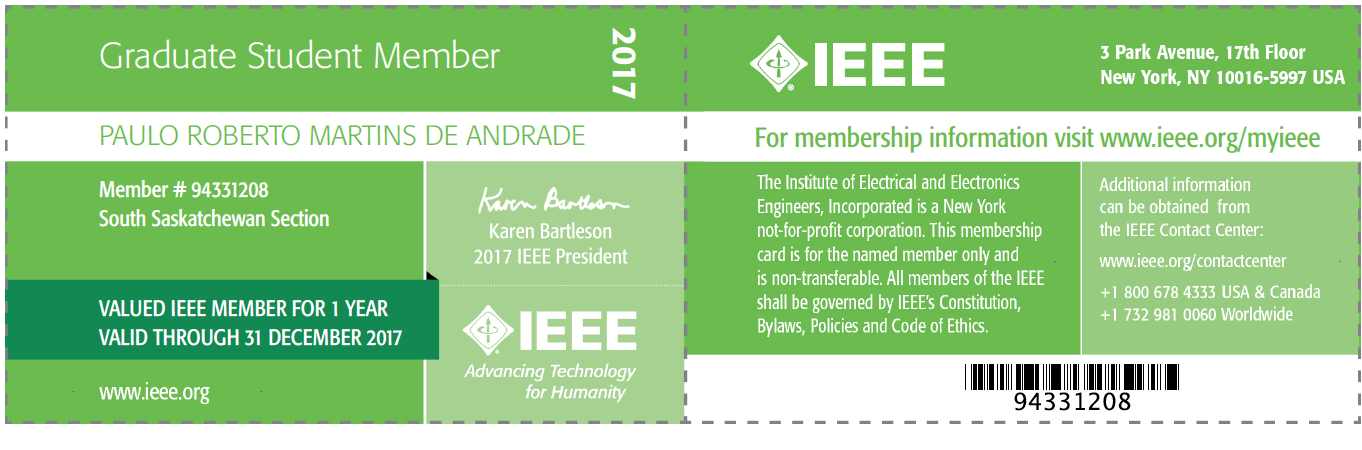 Graduate Student Member
2017
PAULO ROBERTO MARTINS DE ANDRADE
Member # 94331208
South Saskatchewan Section
Karen Bartleson
Karen Bartleson
2017 IEEE President
VALUED IEEE MEMBER FOR 1 YEAR
VALID THROUGH 31 DECEMBER 2017
IEEE
®
Advancing Technology
for Humanity
www.ieee.org
IEEE
®
3 Park Avenue, 17th Floor
New York, NY 10016-5997 USA
For membership information visit www.ieee.org/myieee
The Institute of Electrical and Electronics
Engineers, Incorporated is a New York
not-for-profit corporation. This membership
card is for the named member only and
is non-transferable. All members of the IEEE
shall be governed by IEEE's Constitution,
Bylaws, Policies and Code of Ethics.
Additional information
can be obtained from
the IEEE Contact Center:
www.ieee.org/contactcenter
+1 800 678 4333 USA & Canada
+1 732 981 0060 Worldwide
94331208